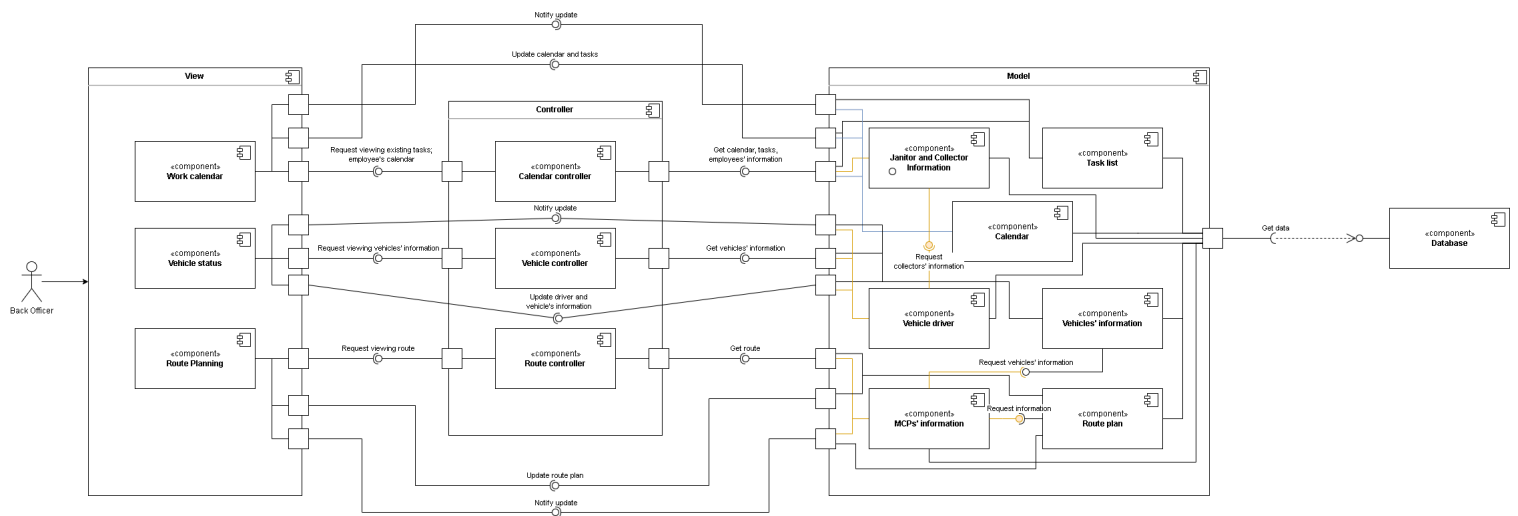 Notify update
Update calendar and tasks
View
Model
Controller
Request viewing existing tasks;
employee's calendar
Get calendar, tasks,
employees' information
«component»
Work calendar
«component»
Calendar controller
«component»
Janitor and Collector
Information
«component»
Task list
Notify update
«component»
Vehicle status
Request viewing vehicles' information
«component»
Vehicle controller
Get vehicles' information
«component»
Calendar
Get data
«component»
Database
Request
collectors' information
Back Officer
Update driver and
vehicle's information
«component»
Vehicle driver
«component»
Vehicles' information
«component»
Route Planning
Request viewing route
«component»
Route controller
Get route
Request vehicles' information
«component»
MCPs' information
Request information
«component»
Route plan
Update route plan
Notify update